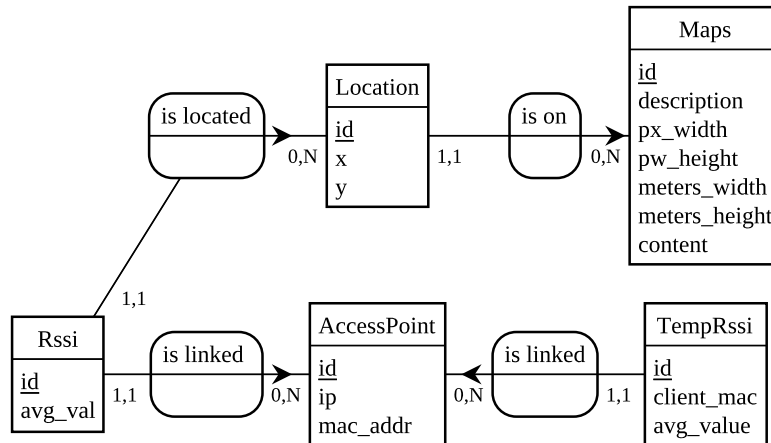 Maps
id
description
px_width
pw_height
meters_width
meters_height
content
Location
id
x
y
is located
0,N
1,1
is on
1,1
0,N
Rssi
id
avg_val
is linked
1,1
0,N
AccessPoint
id
ip
mac_addr
is linked
0,N
1,1
TempRssi
id
client_mac
avg_value